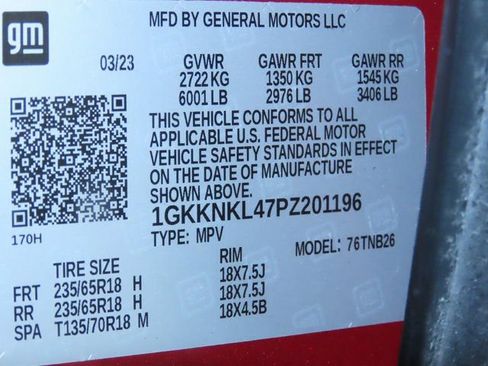 gm
MFD BY GENERAL MOTORS LLC
03/23 GVWR GAWR FRT GAWR RR
2722 KG 1350 KG 1545 KG
6001 LB 2976 LB 3406 LB
THIS VEHICLE CONFORMS TO ALL
APPLICABLE U.S. FEDERAL MOTOR
VEHICLE SAFETY STANDARDS IN EFFECT
ON THE DATE OF MANUFACTURE
SHOWN ABOVE.
1GKKNKL47PZ201196
170H TYPE: MPV MODEL: 76TNB26
TIRE SIZE RIM
FRT 235/65R18 H 18X7.5J
RR 235/65R18 H 18X7.5J
SPA T135/70R18 M 18X4.5B